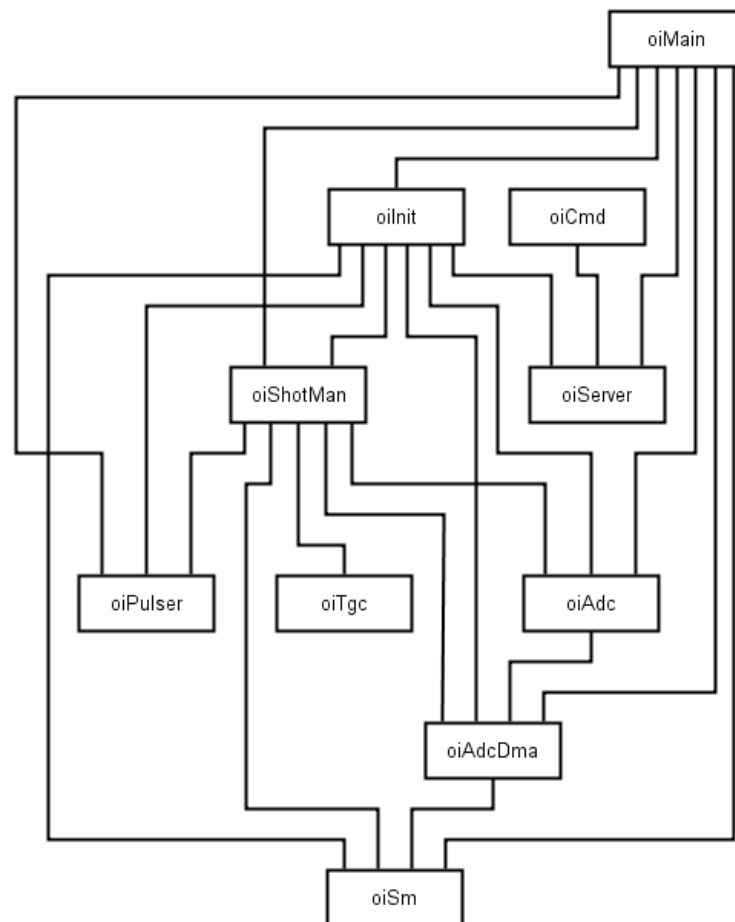 oiMain
oiInit
oiCmd
oiShotMan
oiServer
oiPulser
oiTgc
oiAdc
oiAdcDma
oiSm